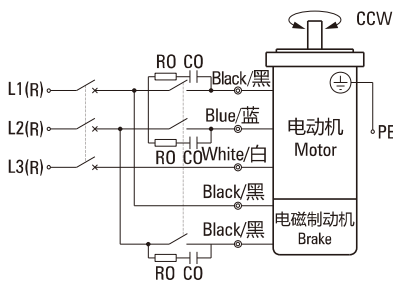 CCW
RO CO
L1(R)
Black/黑
L2(R)
Blue/蓝
电动机
Motor
PE
RO CO
L3(R)
White/白
Black/黑
Black/黑
电磁制动机
Brake
RO CO